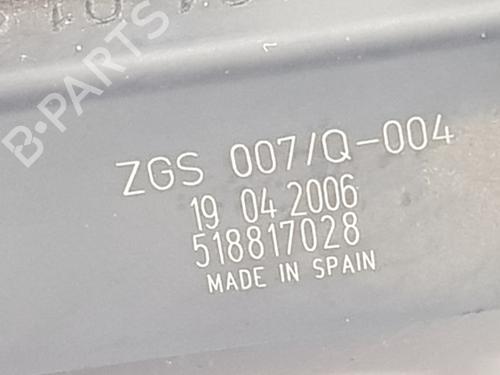 B-PARTS
ZGS 007/Q-004
19 04 2006
518817028
MADE IN SPAIN